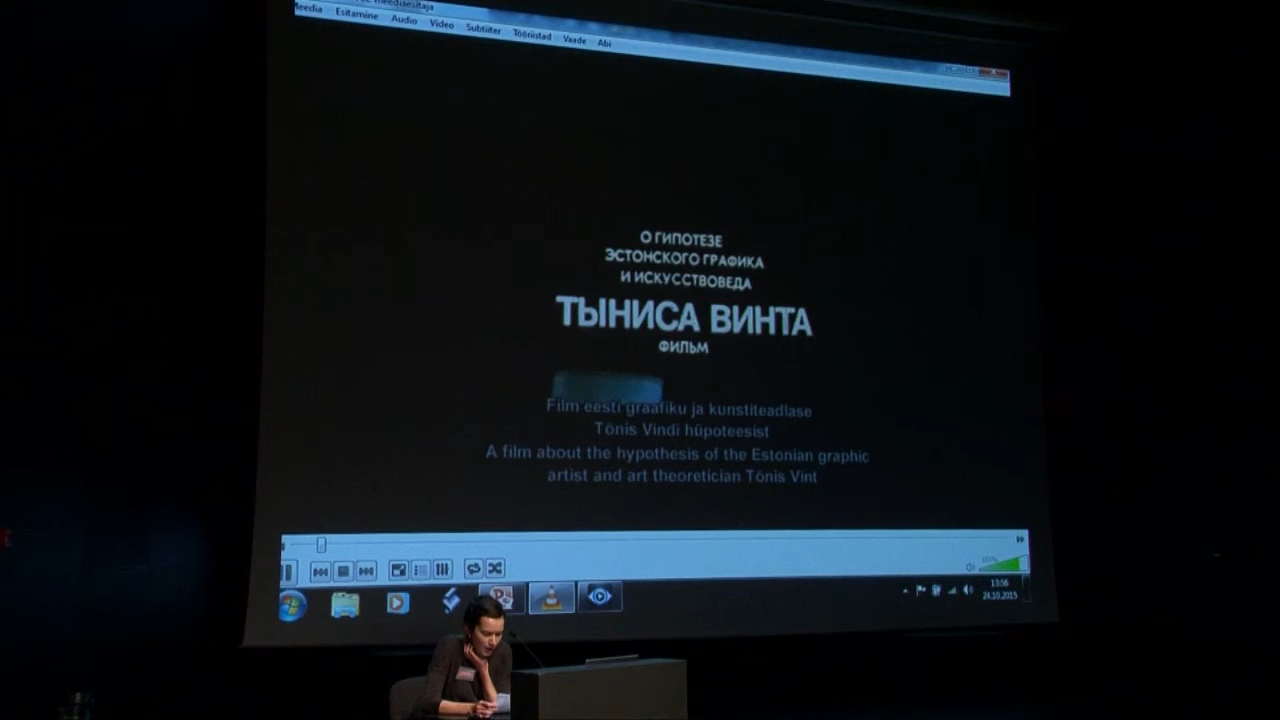 meediaesitaja
Meedia Esitamine Audio Video Subtiiter Tööriistad Vaade Abi
О ГИПОТЕЗЕ
ЭСТОНСКОГО ГРАФИКА
И ИСКУССТВОВЕДА
ТЫНИСА ВИНТА
ФИЛЬМ
Film eesti graafiku ja kunstiteadlase
Tõnis Vindi hüpoteesist
A film about the hypothesis of the Estonian graphic
artist and art theoretician Tõnis Vint
13:56
24.10.2015